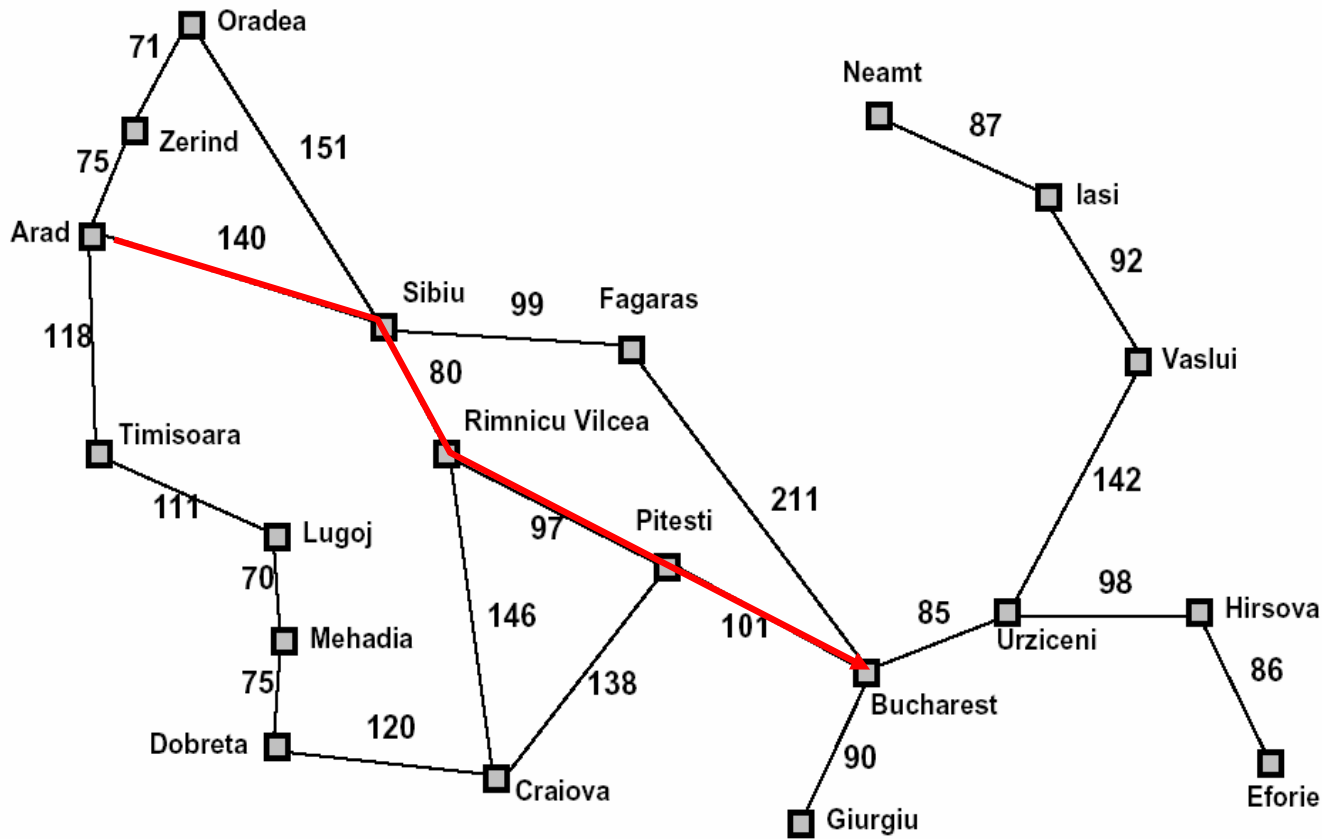 Oradea
71
Neamt
87
Zerind
151
75
Iasi
Arad
140
92
Sibiu
99
Fagaras
118
80
Vaslui
Rimnicu Vilcea
Timisoara
142
111
211
97
Pitesti
Lugoj
70
98
146
101
85
Hirsova
Mehadia
Urziceni
75
138
86
Bucharest
120
Dobreta
90
Craiova
Eforie
Giurgiu